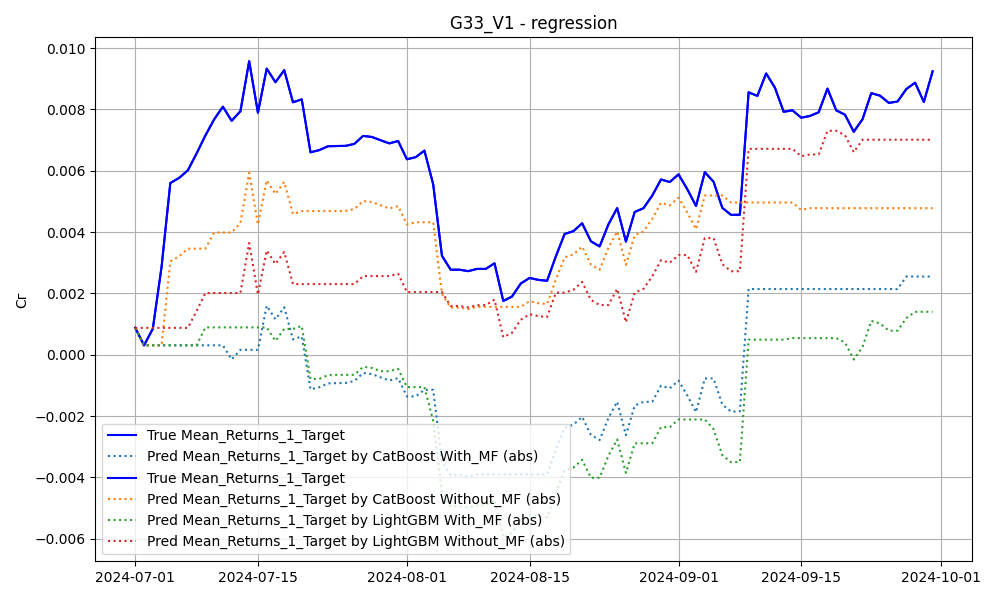 G33_V1 - regression
0.010
0.008
0.006
0.004
0.002
0.000
−0.002
−0.004
−0.006
Cr
True Mean_Returns_1_Target
Pred Mean_Returns_1_Target by CatBoost With_MF (abs)
True Mean_Returns_1_Target
Pred Mean_Returns_1_Target by CatBoost Without_MF (abs)
Pred Mean_Returns_1_Target by LightGBM With_MF (abs)
Pred Mean_Returns_1_Target by LightGBM Without_MF (abs)
2024-07-01 2024-07-15 2024-08-01 2024-08-15 2024-09-01 2024-09-15 2024-10-01